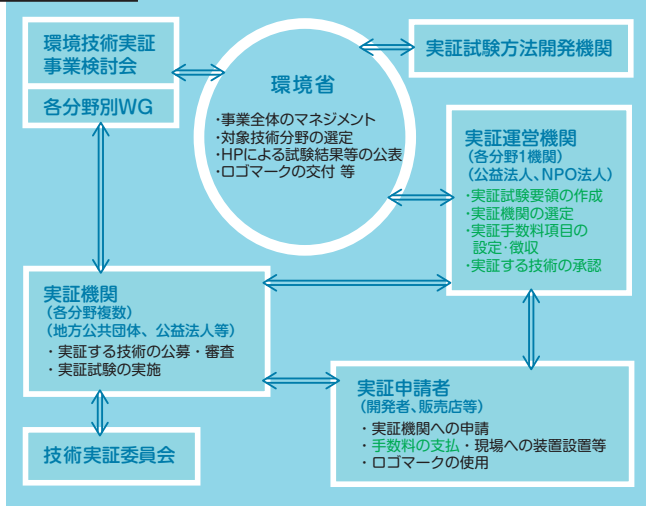 環境技術実証
事業検討会
各分野別WG
環境省
・事業全体のマネジメント
・対象技術分野の選定
・HPによる試験結果等の公表
・ロゴマークの交付 等
実証試験方法開発機関
実証運営機関
(各分野1機関)
(公益法人、NPO法人)
・実証試験要領の作成
・実証機関の選定
・実証手数料項目の
設定・徴収
・実証する技術の承認
実証機関
(各分野複数)
(地方公共団体、公益法人等)
・実証する技術の公募・審査
・実証試験の実施
技術実証委員会
実証申請者
(開発者、販売店等)
・実証機関への申請
・手数料の支払・現場への装置設置等
・ロゴマークの使用